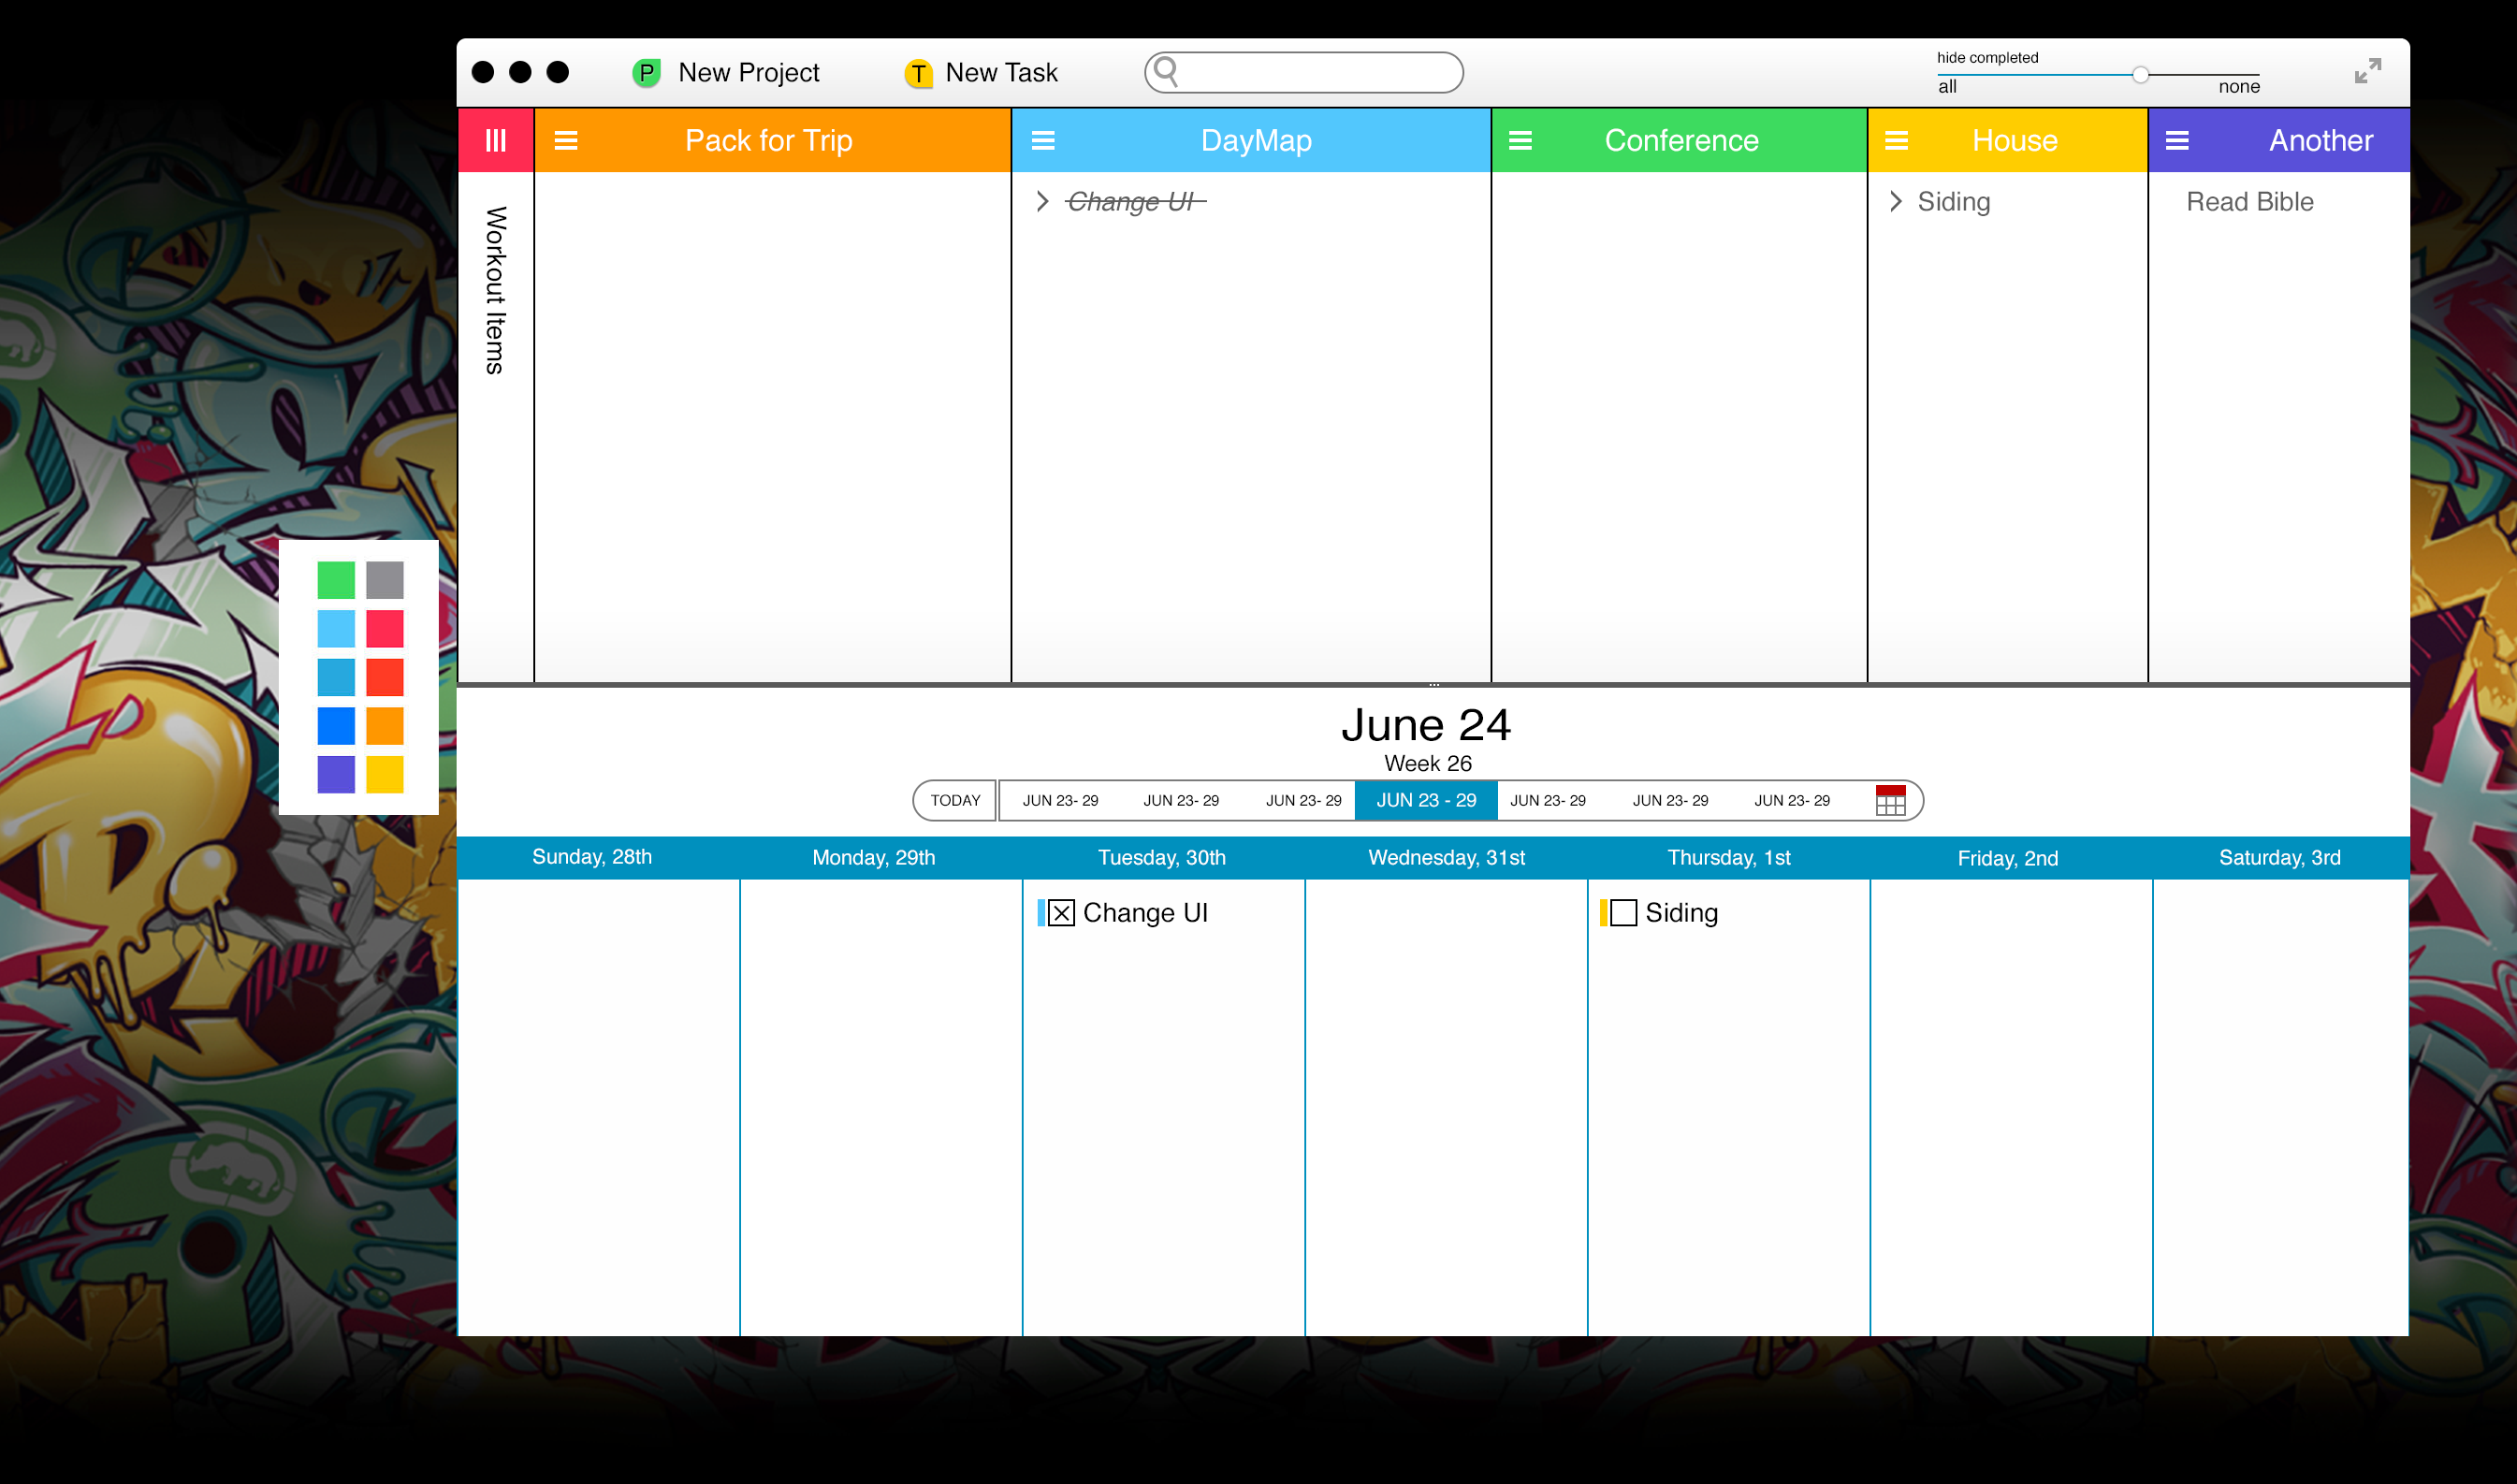 P New Project
T New Task
hide completed
all none
Pack for Trip
DayMap
Conference
House
Another
Workout Items
Change UI
Siding
Read Bible
June 24
Week 26
TODAY
JUN 23- 29
JUN 23- 29
JUN 23- 29
JUN 23 - 29
JUN 23- 29
JUN 23- 29
JUN 23- 29
Sunday, 28th
Monday, 29th
Tuesday, 30th
Wednesday, 31st
Thursday, 1st
Friday, 2nd
Saturday, 3rd
Change UI
Siding